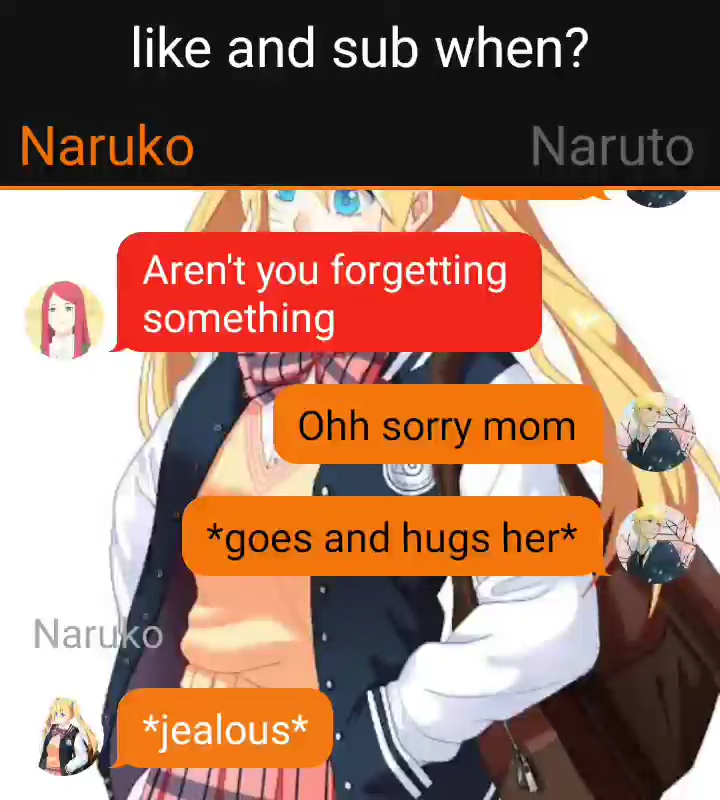 like and sub when?
Naruko
Naruto
Aren't you forgetting
something
Ohh sorry mom
*goes and hugs her*
Naruko
*jealous*